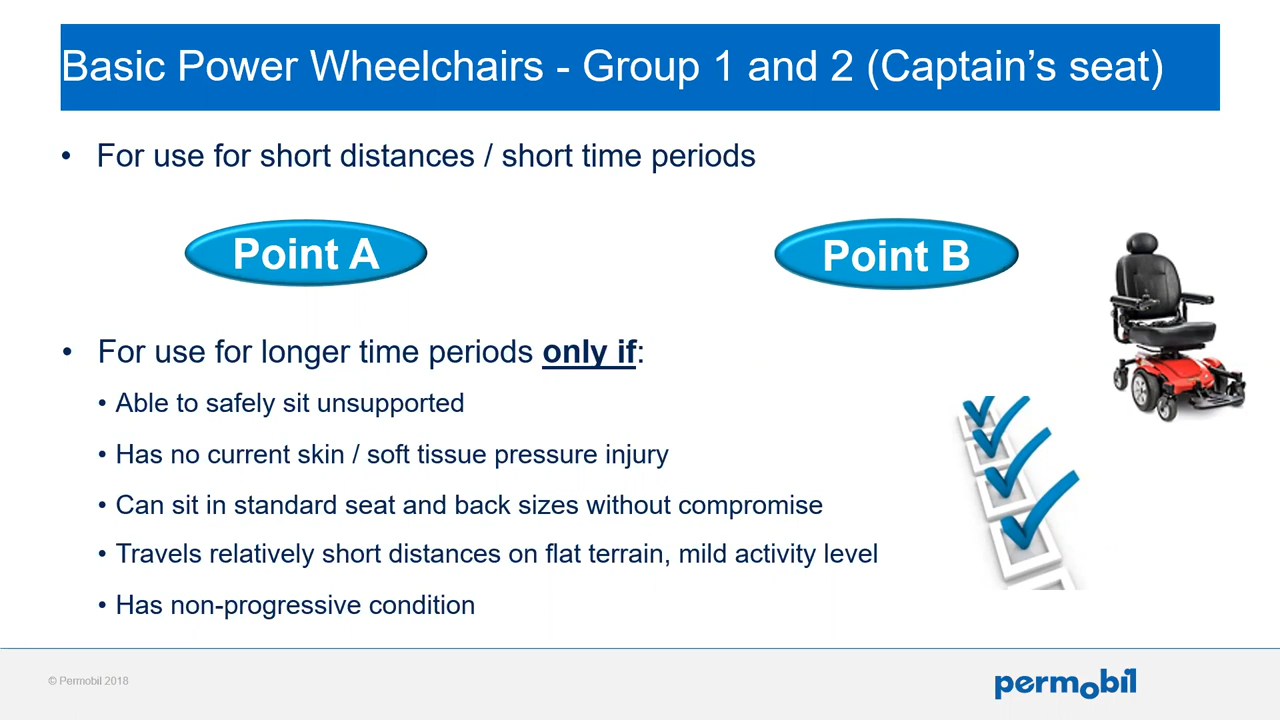 Basic Power Wheelchairs - Group 1 and 2 (Captain’s seat)
• For use for short distances / short time periods
Point A
Point B
• For use for longer time periods only if:
• Able to safely sit unsupported
• Has no current skin / soft tissue pressure injury
• Can sit in standard seat and back sizes without compromise
• Travels relatively short distances on flat terrain, mild activity level
• Has non-progressive condition
© Permobil 2018
permobil